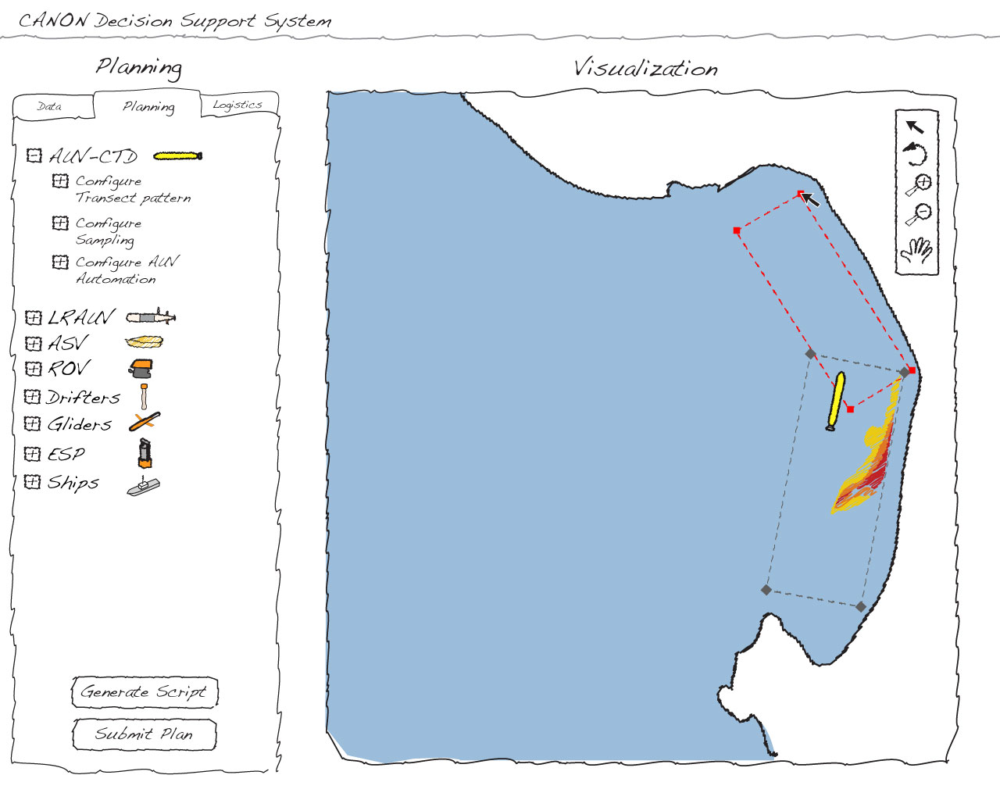 CANON Decision Support System
Planning
Visualization
Data
Planning
Logistics
AUV-CTD
Configure
Transect pattern
Configure
Sampling
Configure AUV
Automation
LRAUV
ASV
ROV
Drifters
Gliders
ESP
Ships
Generate Script
Submit Plan